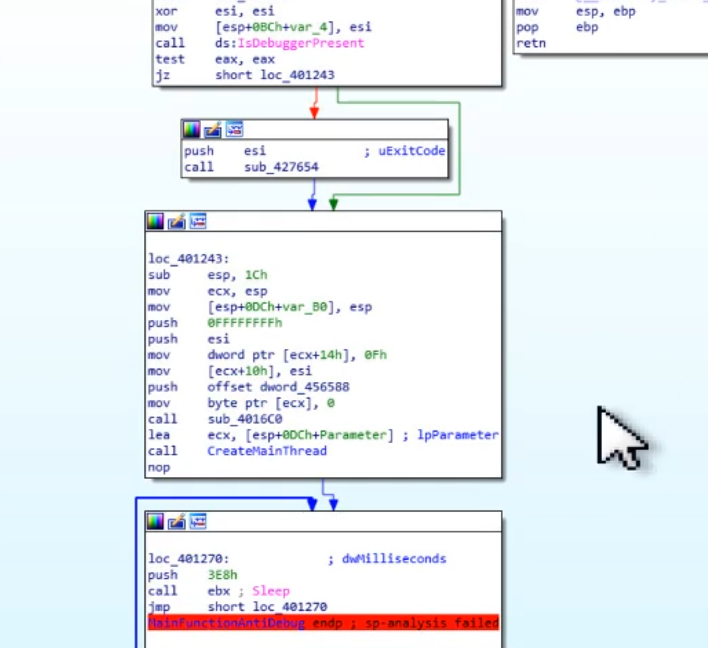 xor esi, esi
mov [esp+0BCh+var_4], esi
call ds:IsDebuggerPresent
test eax, eax
jz short loc_401243
mov esp, ebp
pop ebp
retn
push esi ; uExitCode
call sub_427654
loc_401243:
sub esp, 1Ch
mov ecx, esp
mov [esp+0DCh+var_B0], esp
push 0FFFFFFFFh
push esi
mov dword ptr [ecx+14h], 0Fh
mov [ecx+10h], esi
push offset dword_456588
mov byte ptr [ecx], 0
call sub_4016C0
lea ecx, [esp+0DCh+Parameter] ; lpParameter
call CreateMainThread
nop
loc_401270: ; dwMilliseconds
push 3E8h
call ebx ; Sleep
jmp short loc_401270
MainFunctionAntiDebug endp ; sp-analysis failed